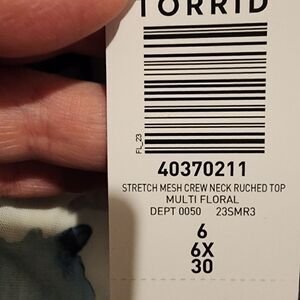 TORRID
FL_23
40370211
STRETCH MESH CREW NECK RUCHED TOP
MULTI FLORAL
DEPT 0050 23SMR3
6
6X
30